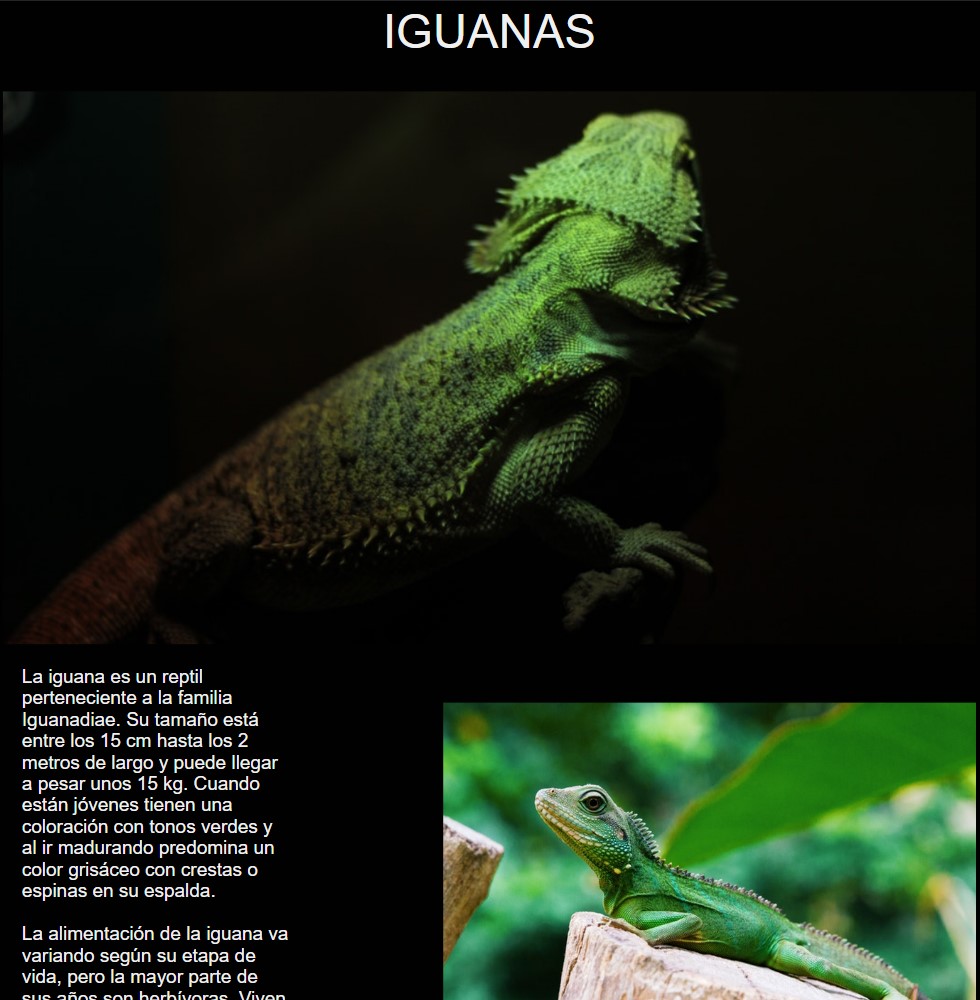 IGUANAS
La iguana es un reptil
perteneciente a la familia
Iguanadiae. Su tamaño está
entre los 15 cm hasta los 2
metros de largo y puede llegar
a pesar unos 15 kg. Cuando
están jóvenes tienen una
coloración con tonos verdes y
al ir madurando predomina un
color grisáceo con crestas o
espinas en su espalda.
La alimentación de la iguana va
variando según su etapa de
vida, pero la mayor parte de
sus años son herbívoras. Viven